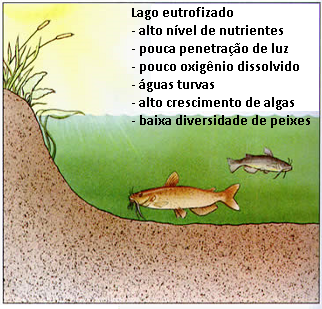 Lago eutrofizado
- alto nível de nutrientes
- pouca penetração de luz
- pouco oxigênio dissolvido
- águas turvas
- alto crescimento de algas
- baixa diversidade de peixes